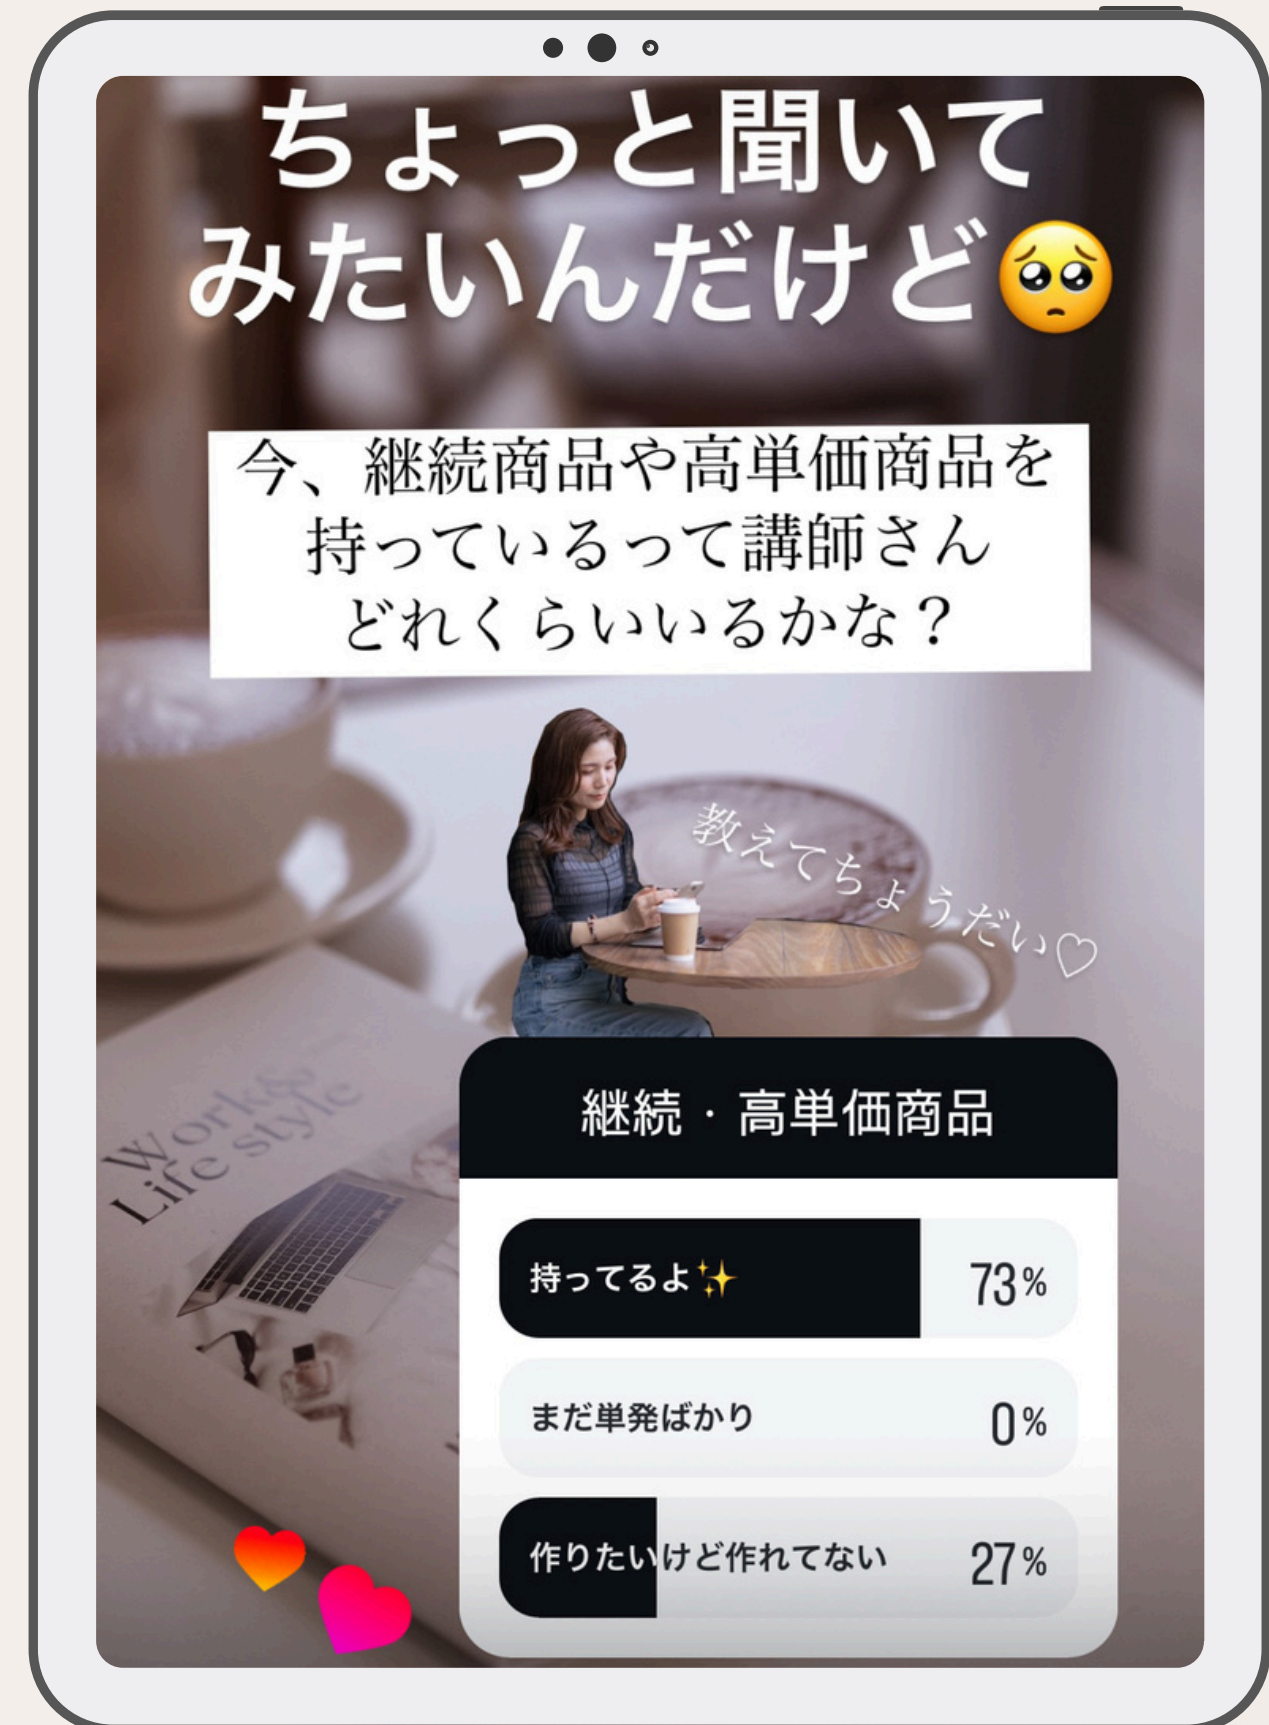 ちょっと聞いて
みたいんだけど🥺
今、継続商品や高単価商品を
持っているって講師さん
どれくらいいるかな？
教えてちょうだい♡
Work&
Life style
継続・高単価商品
持ってるよ✨ 73%
まだ単発ばかり 0%
作りたいけど作れてない 27%